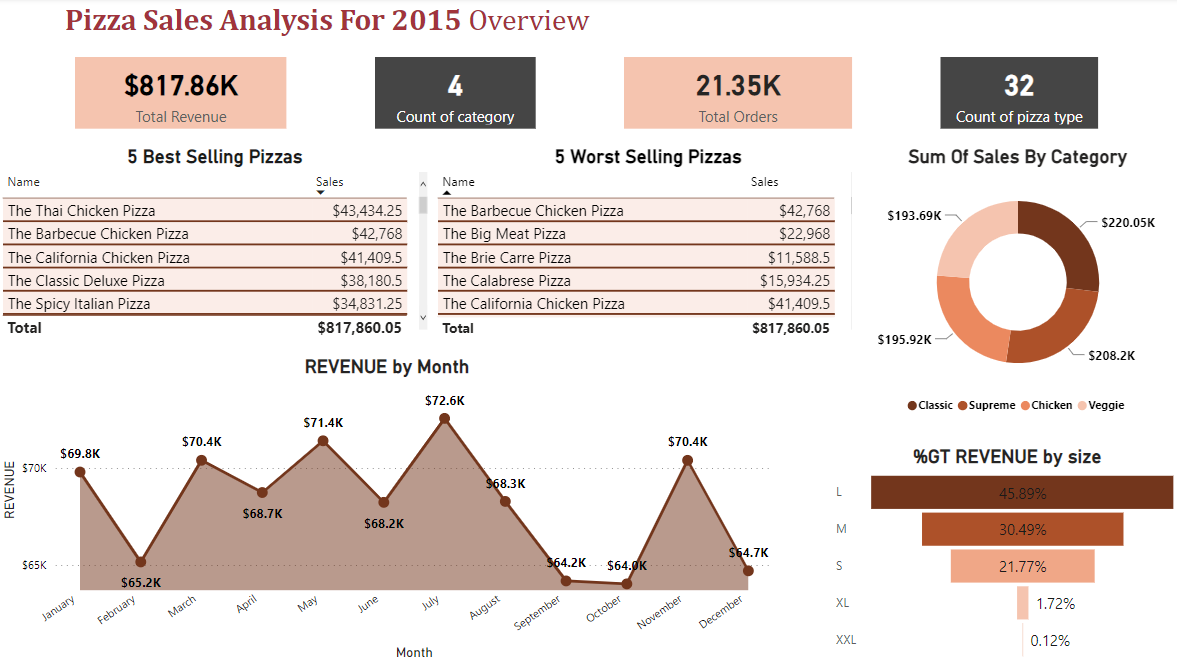 Pizza Sales Analysis For 2015 Overview
$817.86K
Total Revenue
4
Count of category
21.35K
Total Orders
32
Count of pizza type
5 Best Selling Pizzas
Name Sales
The Thai Chicken Pizza $43,434.25
The Barbecue Chicken Pizza $42,768
The California Chicken Pizza $41,409.5
The Classic Deluxe Pizza $38,180.5
The Spicy Italian Pizza $34,831.25
Total $817,860.05
5 Worst Selling Pizzas
Name Sales
The Barbecue Chicken Pizza $42,768
The Big Meat Pizza $22,968
The Brie Carre Pizza $11,588.5
The Calabrese Pizza $15,934.25
The California Chicken Pizza $41,409.5
Total $817,860.05
Sum Of Sales By Category
$193.69K
$220.05K
$195.92K
$208.2K
Classic Supreme Chicken Veggie
REVENUE by Month
REVENUE
$70K
$65K
$69.8K
$65.2K
$70.4K
$68.7K
$71.4K
$68.2K
$72.6K
$68.3K
$64.2K
$64.0K
$70.4K
$64.7K
January
February
March
April
May
June
July
August
September
October
November
December
Month
%GT REVENUE by size
L 45.89%
M 30.49%
S 21.77%
XL 1.72%
XXL 0.12%